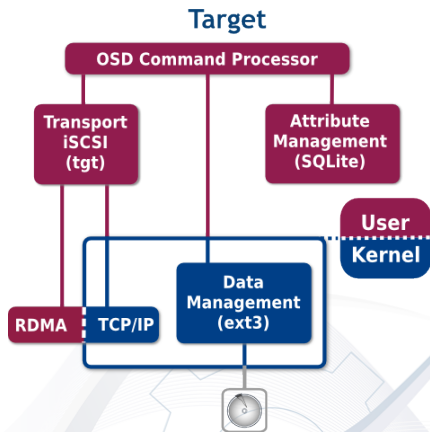 Target
OSD Command Processor
Transport
iSCSI
(tgt)
Attribute
Management
(SQLite)
User
Kernel
Data
Management
(ext3)
RDMA
TCP/IP